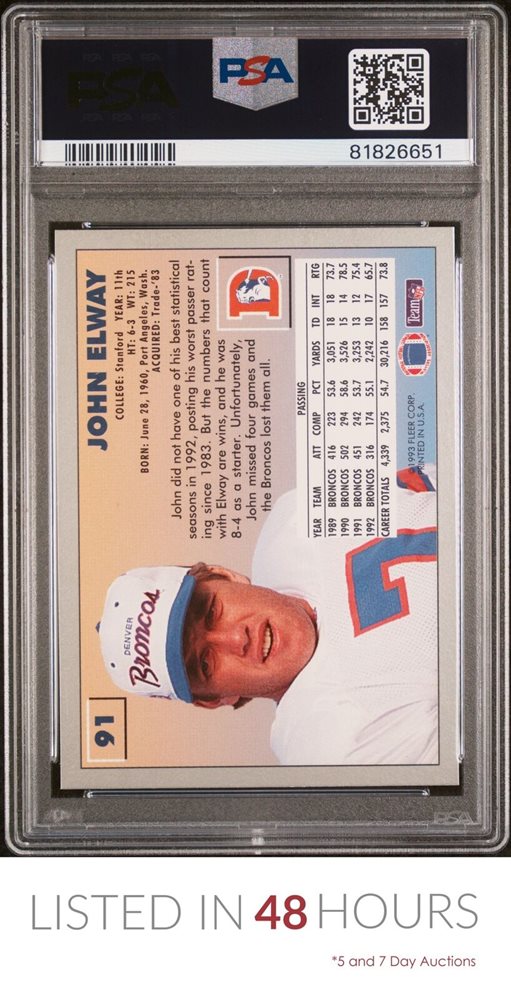 PSA
PSA
81826651
91
JOHN ELWAY
COLLEGE: Stanford YEAR: 11th
HT: 6-3 WT: 215
BORN: June 28, 1960, Port Angeles, Wash.
ACQUIRED: Trade-'83
John did not have one of his best statistical
seasons in 1992, posting his worst passer rat-
ing since 1983. But the numbers that count
with Elway are wins, and he was
8-4 as a starter. Unfortunately,
John missed four games and
the Broncos lost them all.
DENVER
Broncos
PASSING
YEAR TEAM ATT COMP PCT YARDS TD INT RTG
1989 BRONCOS 416 223 53.6 3,051 18 18 73.7
1990 BRONCOS 502 294 58.6 3,526 15 14 78.5
1991 BRONCOS 451 242 53.7 3,253 13 12 75.4
1992 BRONCOS 316 174 55.1 2,242 10 17 65.7
CAREER TOTALS 4,339 2,375 54.7 30,216 158 157 73.8
©1993 FLEER CORP.
PRINTED IN U.S.A.
Team NFL
PSA
LISTED IN 48 HOURS
*5 and 7 Day Auctions